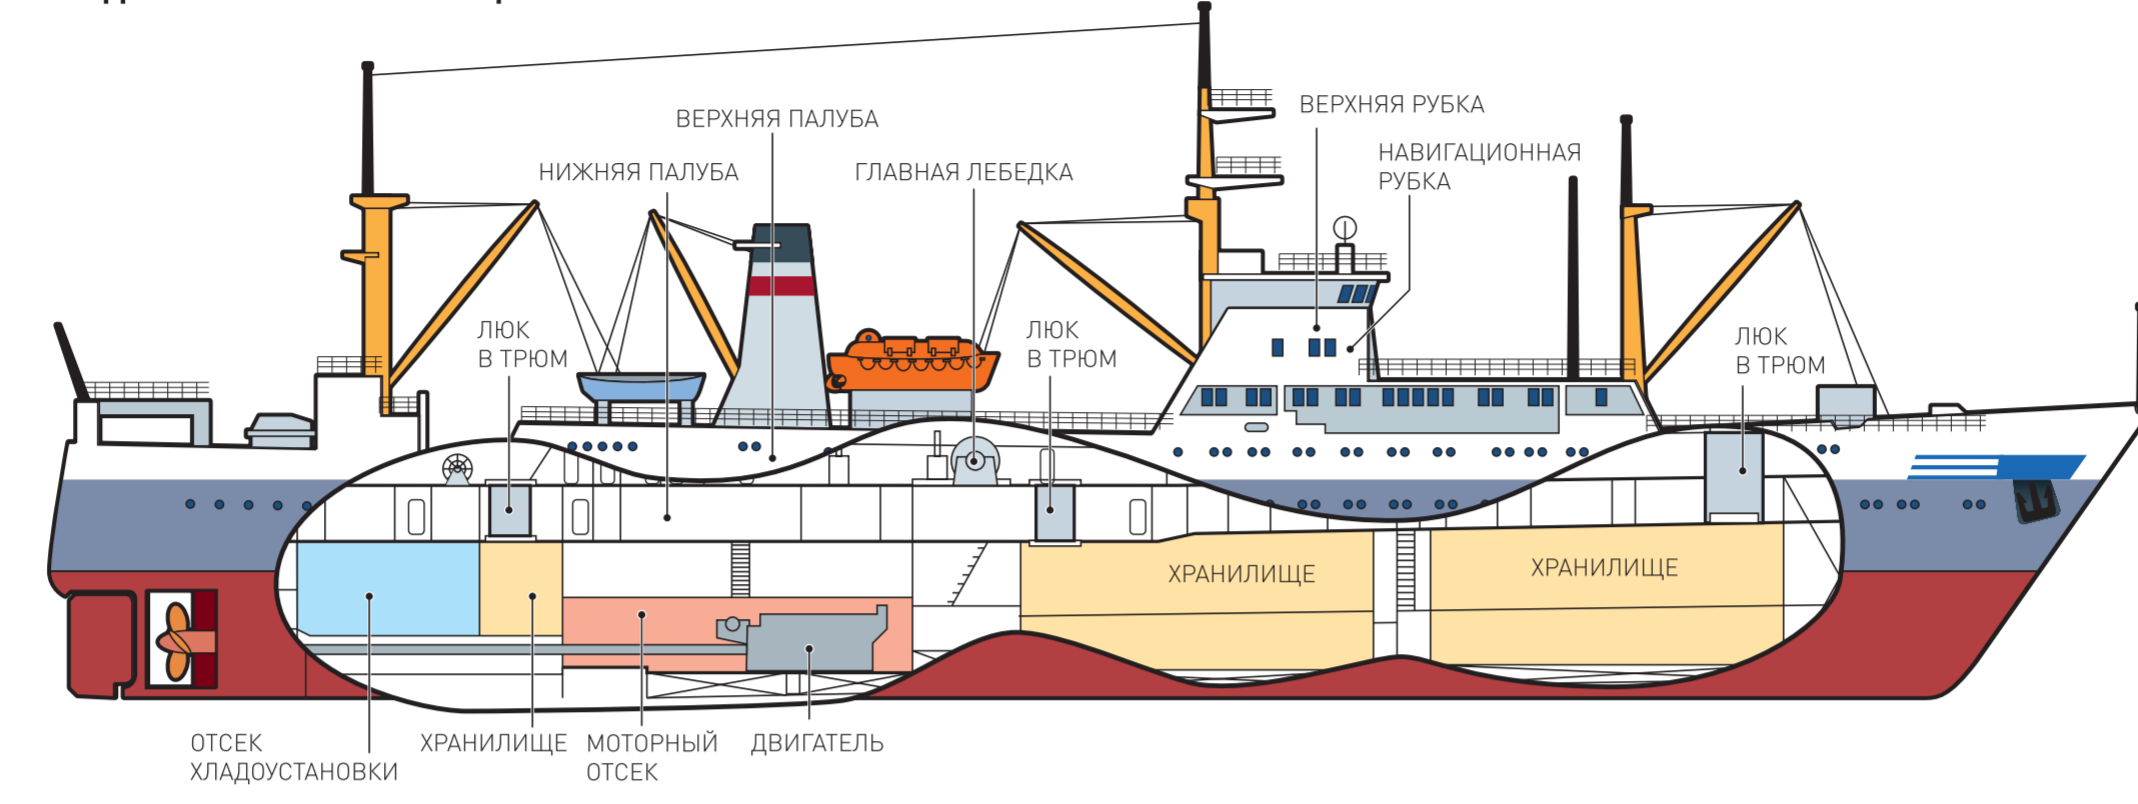 ВЕРХНЯЯ ПАЛУБА
ВЕРХНЯЯ РУБКА
НИЖНЯЯ ПАЛУБА
ГЛАВНАЯ ЛЕБЕДКА
НАВИГАЦИОННАЯ
РУБКА
ЛЮК
В ТРЮМ
ЛЮК
В ТРЮМ
ЛЮК
В ТРЮМ
ХРАНИЛИЩЕ
ХРАНИЛИЩЕ
ОТСЕК
ХЛАДОУСТАНОВКИ
ХРАНИЛИЩЕ
МОТОРНЫЙ
ОТСЕК
ДВИГАТЕЛЬ